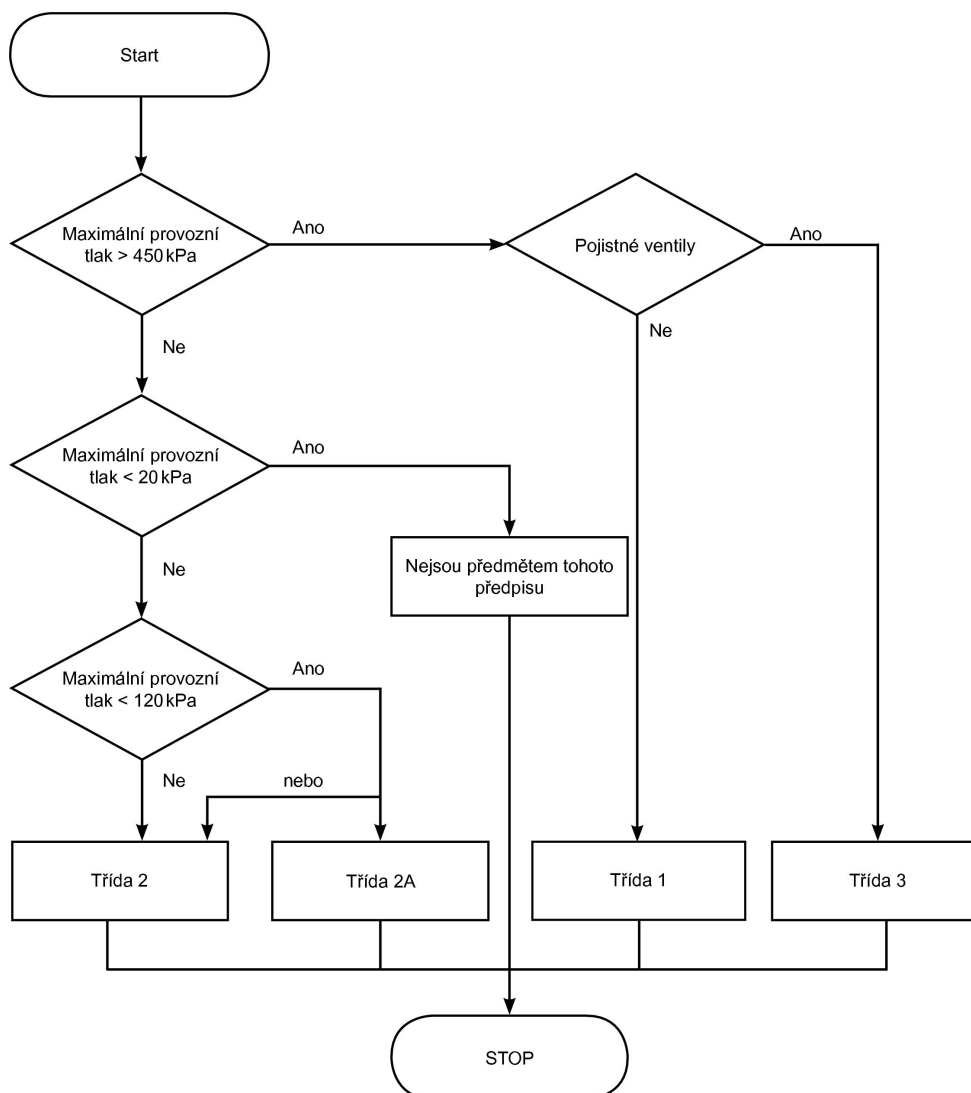 Start
Maximální provozní
tlak > 450 kPa
Ano
Pojistné ventily
Ano
Ne
Ne
Maximální provozní
tlak < 20 kPa
Ano
Nejsou předmětem tohoto
předpisu
Ne
Maximální provozní
tlak < 120 kPa
Ano
Ne
nebo
Třída 2
Třída 2A
Třída 1
Třída 3
STOP